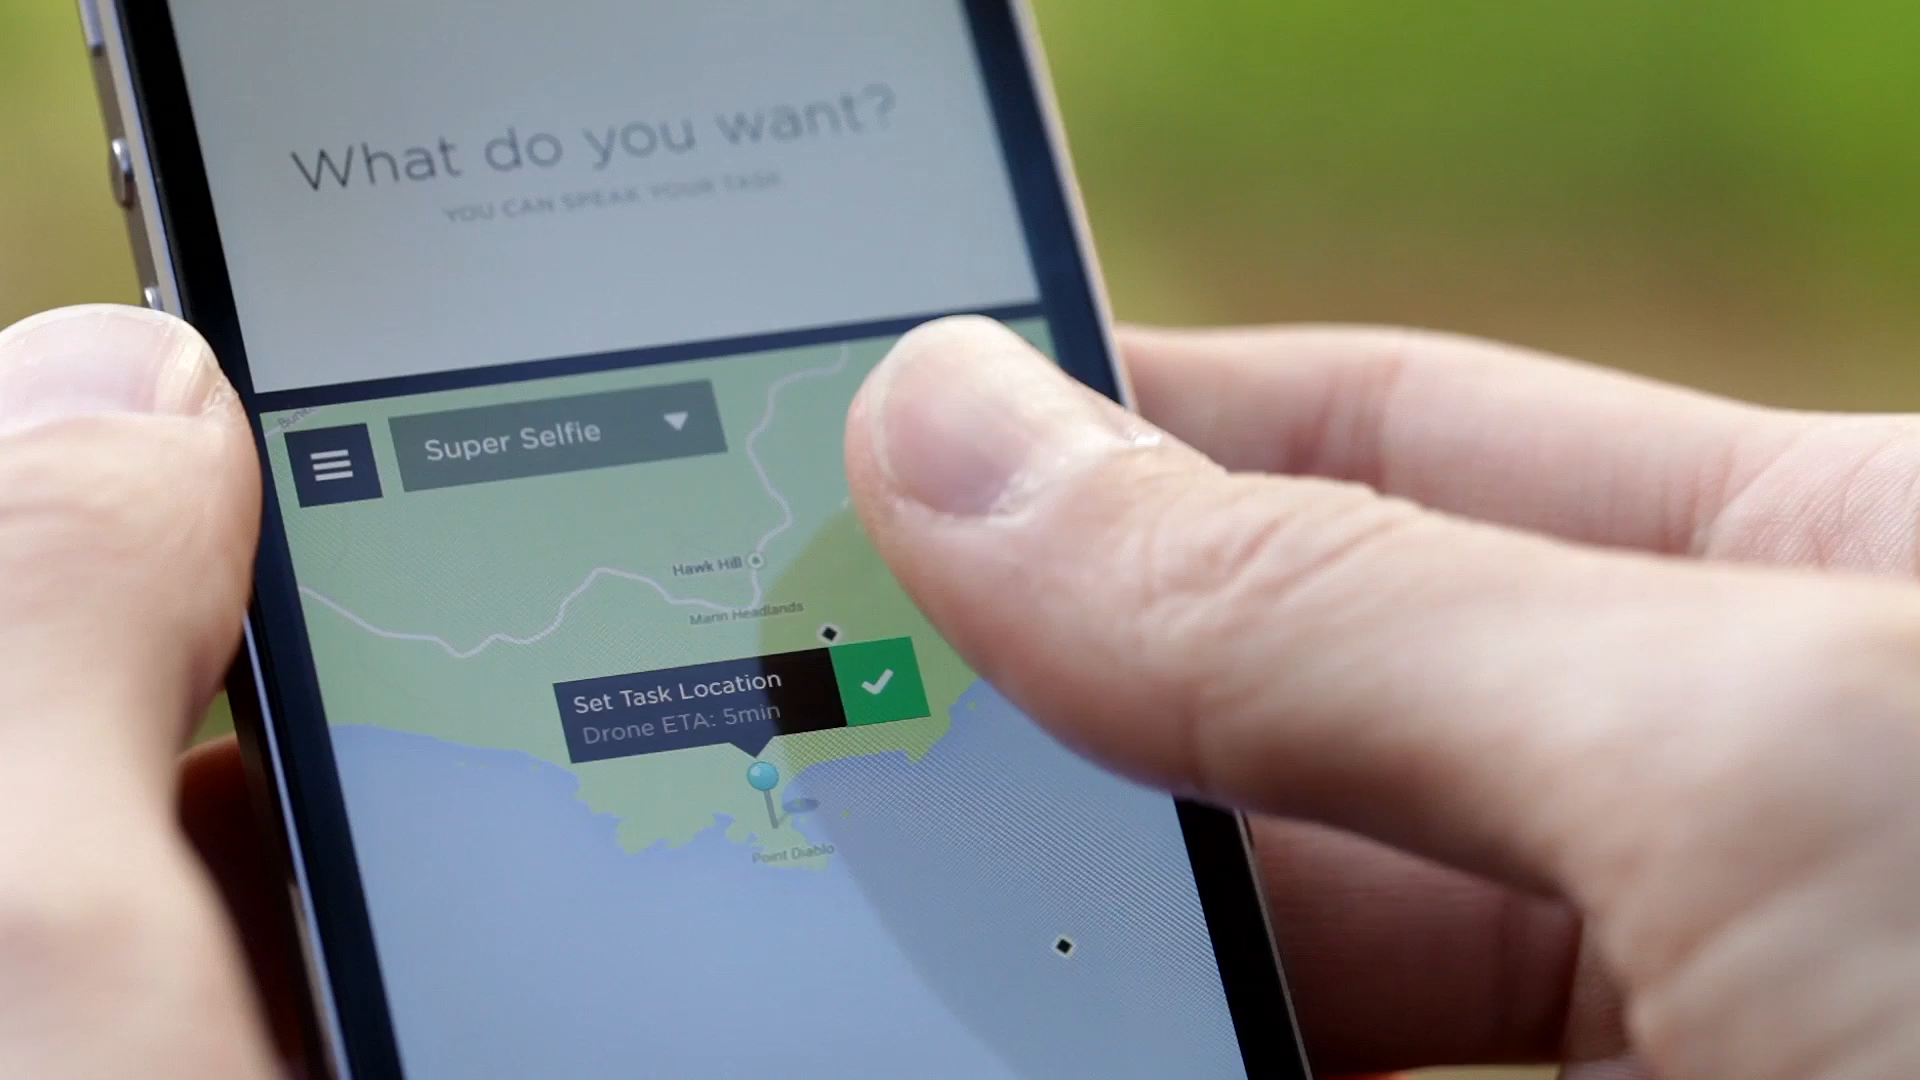 What do you want?
YOU CAN SPEAK YOUR TASK
Super Selfie
Hawk Hill
Marin Headlands
Set Task Location
Drone ETA: 5min
Point Diablo